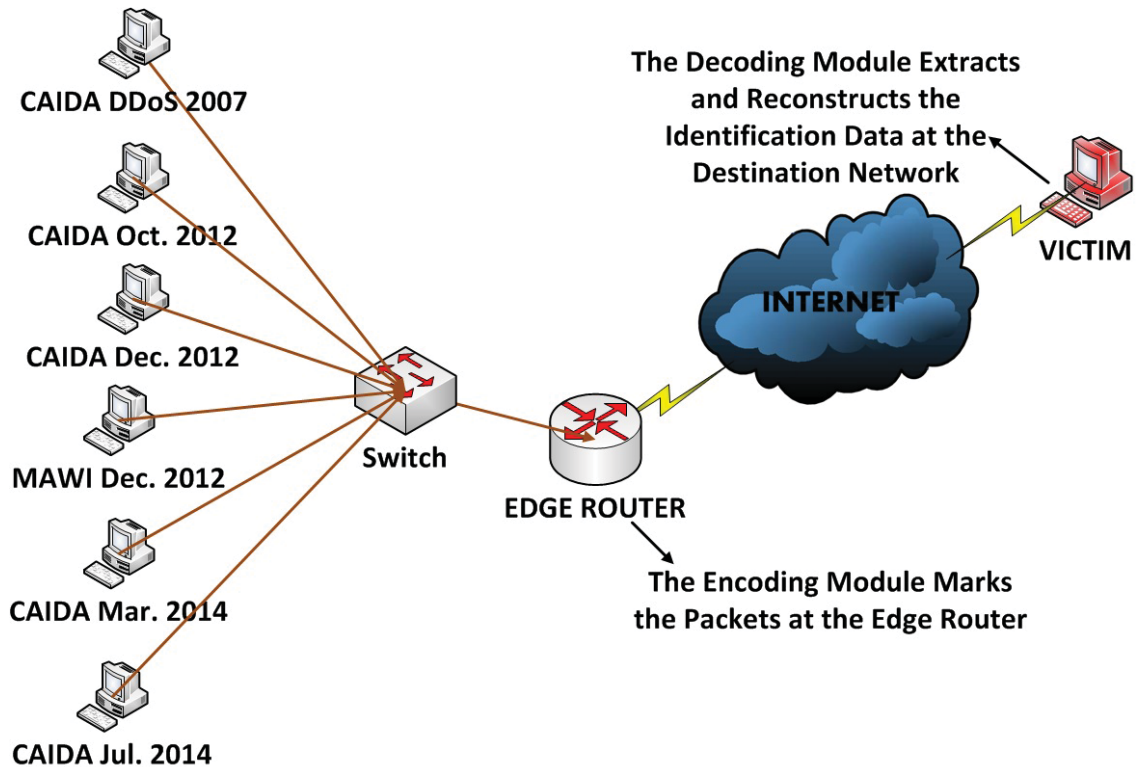 CAIDA DDoS 2007
CAIDA Oct. 2012
CAIDA Dec. 2012
MAWI Dec. 2012
CAIDA Mar. 2014
CAIDA Jul. 2014
Switch
EDGE ROUTER
The Encoding Module Marks
the Packets at the Edge Router
INTERNET
The Decoding Module Extracts
and Reconstructs the
Identification Data at the
Destination Network
VICTIM